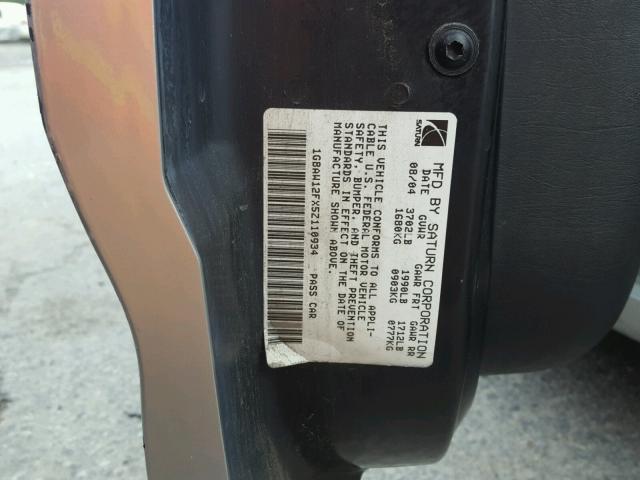 SATURN
MFD BY SATURN CORPORATION
DATE GVWR GAWR FRT GAWR RR
08/04 3702LB 1990LB 1712LB
1680KG 0903KG 0777KG
THIS VEHICLE CONFORMS TO ALL APPLI-
CABLE U.S. FEDERAL MOTOR VEHICLE
SAFETY, BUMPER, AND THEFT PREVENTION
STANDARDS IN EFFECT ON THE DATE OF
MANUFACTURE SHOWN ABOVE.
1G8AW12FX5Z110934 PASS CAR